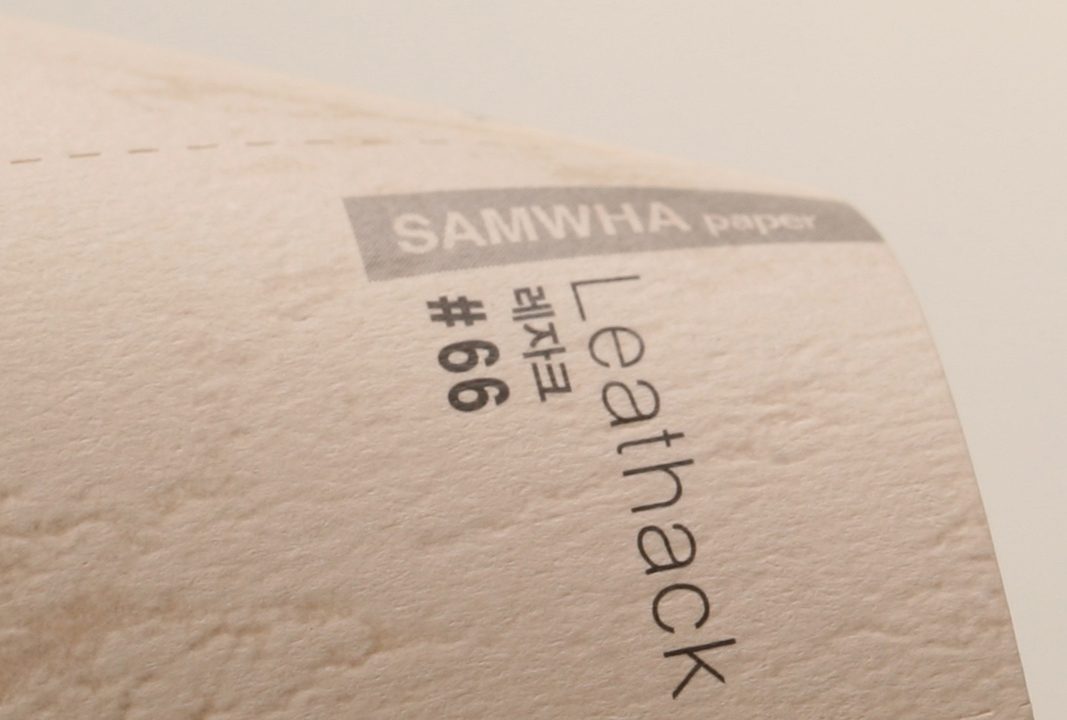 SAMWHA paper
Leathack
레자크
#66